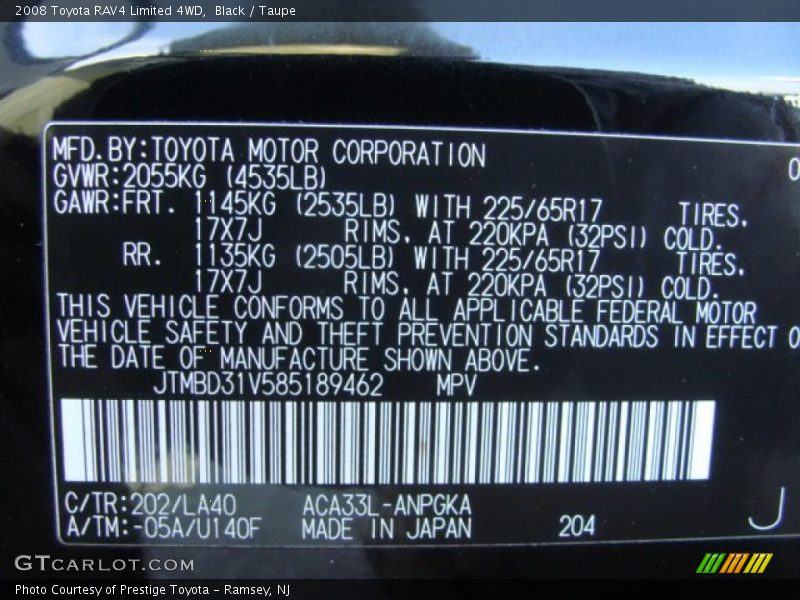 2008 Toyota RAV4 Limited 4WD, Black / Taupe
MFD. BY: TOYOTA MOTOR CORPORATION 0
GVWR: 2055KG (4535LB)
GAWR: FRT. 1145KG (2535LB) WITH 225/65R17 TIRES.
17X7J RIMS. AT 220KPA (32PSI) COLD.
RR. 1135KG (2505LB) WITH 225/65R17 TIRES.
17X7J RIMS. AT 220KPA (32PSI) COLD.
THIS VEHICLE CONFORMS TO ALL APPLICABLE FEDERAL MOTOR
VEHICLE SAFETY AND THEFT PREVENTION STANDARDS IN EFFECT O
THE DATE OF MANUFACTURE SHOWN ABOVE.
JTMBD31V585189462 MPV
C/TR: 202/LA40 ACA33L-ANPGKA
A/TM: -05A/U140F MADE IN JAPAN 204 J
GTCARLOT.COM
Photo Courtesy of Prestige Toyota - Ramsey, NJ